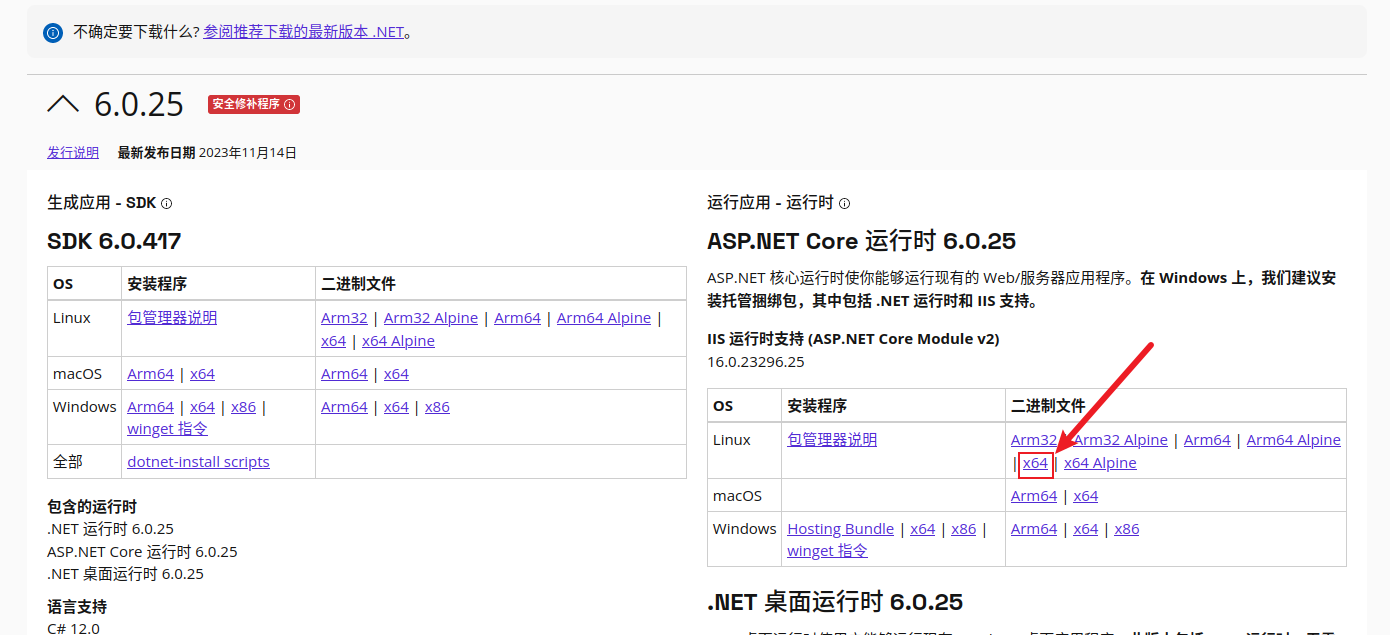 不确定要下载什么? 参阅推荐下载的最新版本 .NET。
6.0.25 安全修补程序
发行说明 最新发布日期 2023年11月14日
生成应用 - SDK
SDK 6.0.417
OS 安装程序 二进制文件
Linux 包管理器说明 Arm32 | Arm32 Alpine | Arm64 | Arm64 Alpine |
x64 | x64 Alpine
macOS Arm64 | x64 Arm64 | x64
Windows Arm64 | x64 | x86 | Arm64 | x64 | x86
winget 指令
全部 dotnet-install scripts
包含的运行时
.NET 运行时 6.0.25
ASP.NET Core 运行时 6.0.25
.NET 桌面运行时 6.0.25
语言支持
C# 12.0
运行应用 - 运行时
ASP.NET Core 运行时 6.0.25
ASP.NET 核心运行时使你能够运行现有的 Web/服务器应用程序。在 Windows 上，我们建议安
装托管捆绑包，其中包括 .NET 运行时和 IIS 支持。
IIS 运行时支持 (ASP.NET Core Module v2)
16.0.23296.25
OS 安装程序 二进制文件
Linux 包管理器说明 Arm32 Arm32 Alpine | Arm64 | Arm64 Alpine
| x64 | x64 Alpine
macOS Arm64 | x64
Windows Hosting Bundle | x64 | x86 | Arm64 | x64 | x86
winget 指令
.NET 桌面运行时 6.0.25